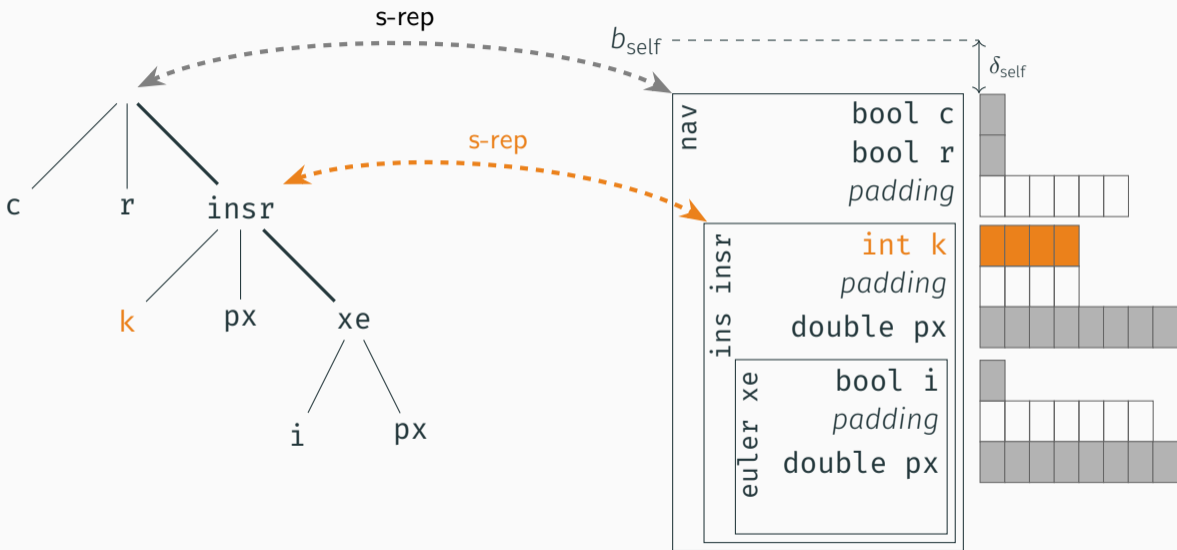 s-rep
b_self
δ_self
s-rep
c
r
insr
k
px
xe
i
px
nav
bool c
bool r
padding
ins insr
int k
padding
double px
euler xe
bool i
padding
double px